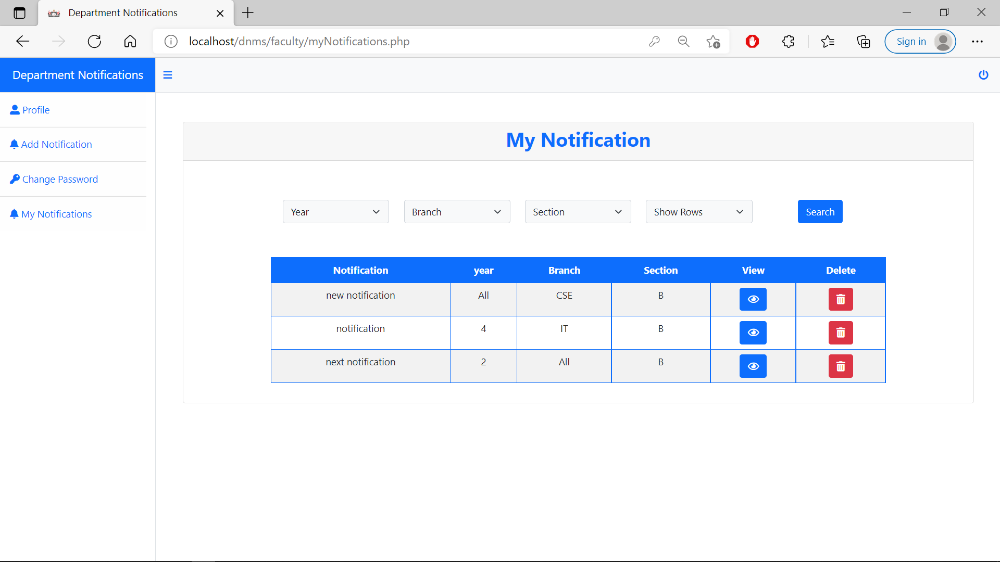 Department Notifications
localhost/dnms/faculty/myNotifications.php
Sign in
Department Notifications
Profile
Add Notification
Change Password
My Notifications
My Notification
Year Branch Section Show Rows Search
Notification year Branch Section View Delete
new notification All CSE B
notification 4 IT B
next notification 2 All B